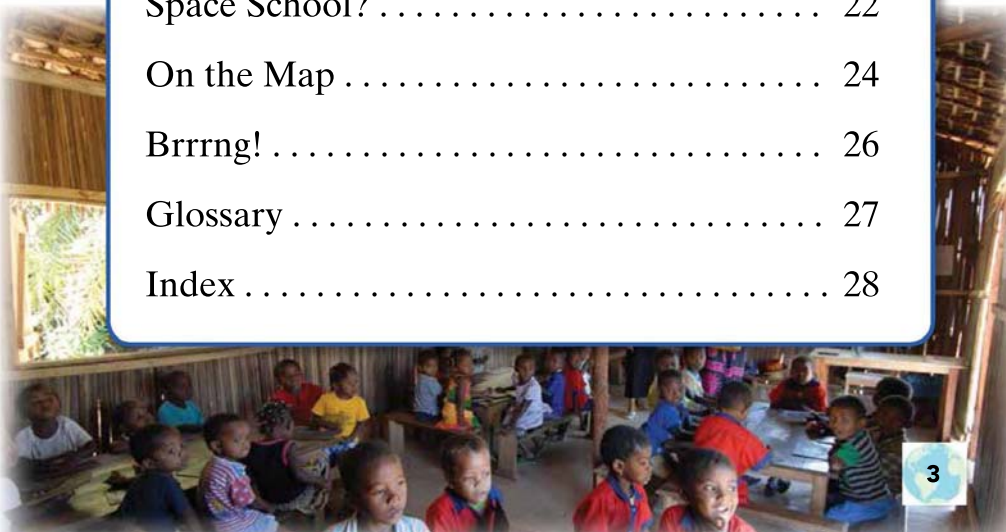 Space School? . . . . . . . . . . . . . . . . . . . . . . . . . 22
On the Map . . . . . . . . . . . . . . . . . . . . . . . . . . . 24
Brrrng! . . . . . . . . . . . . . . . . . . . . . . . . . . . . . . . 26
Glossary . . . . . . . . . . . . . . . . . . . . . . . . . . . . . . 27
Index . . . . . . . . . . . . . . . . . . . . . . . . . . . . . . . . . 28
3